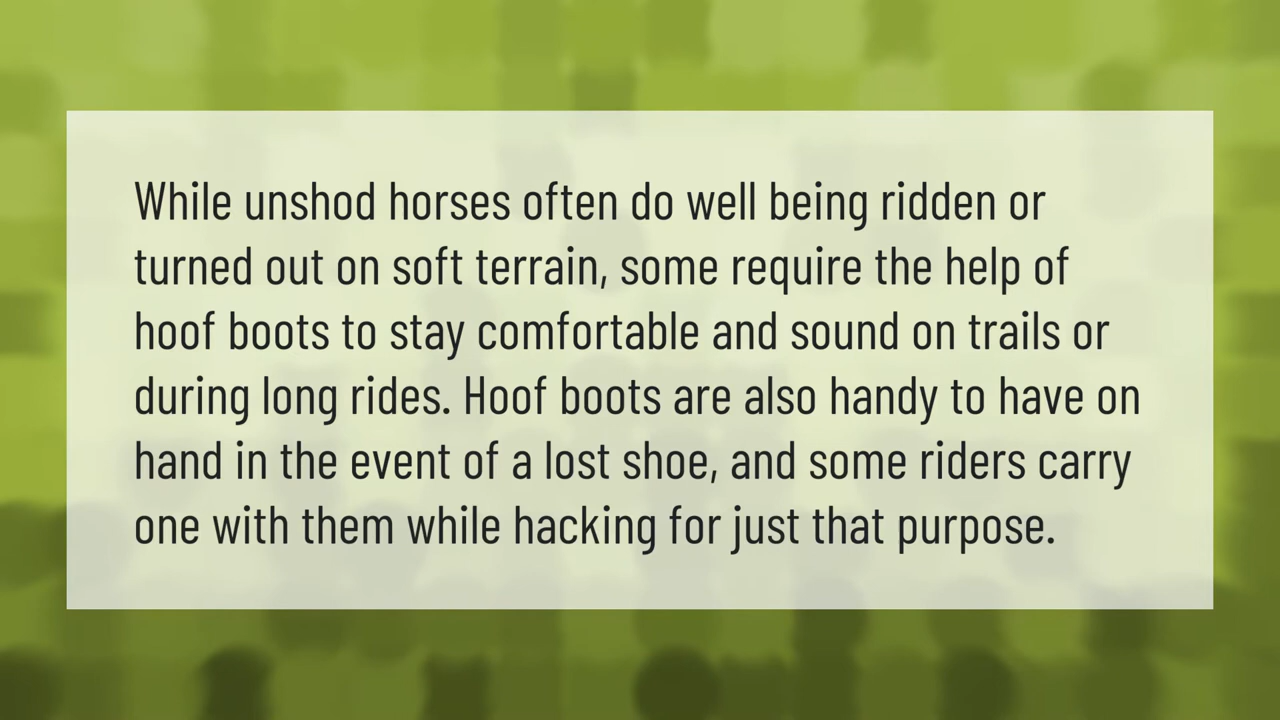 While unshod horses often do well being ridden or
turned out on soft terrain, some require the help of
hoof boots to stay comfortable and sound on trails or
during long rides. Hoof boots are also handy to have on
hand in the event of a lost shoe, and some riders carry
one with them while hacking for just that purpose.